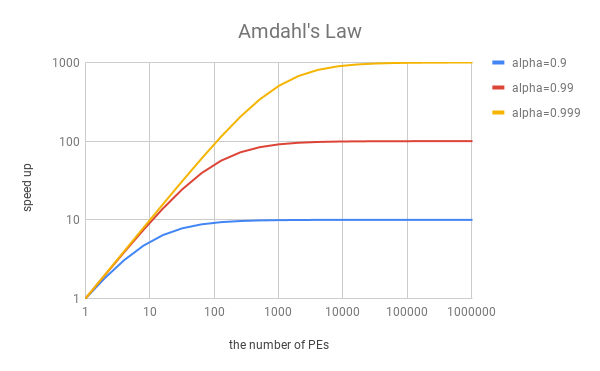 Amdahl's Law
1000
100
10
1
speed up
1 10 100 1000 10000 100000 1000000
the number of PEs
alpha=0.9
alpha=0.99
alpha=0.999